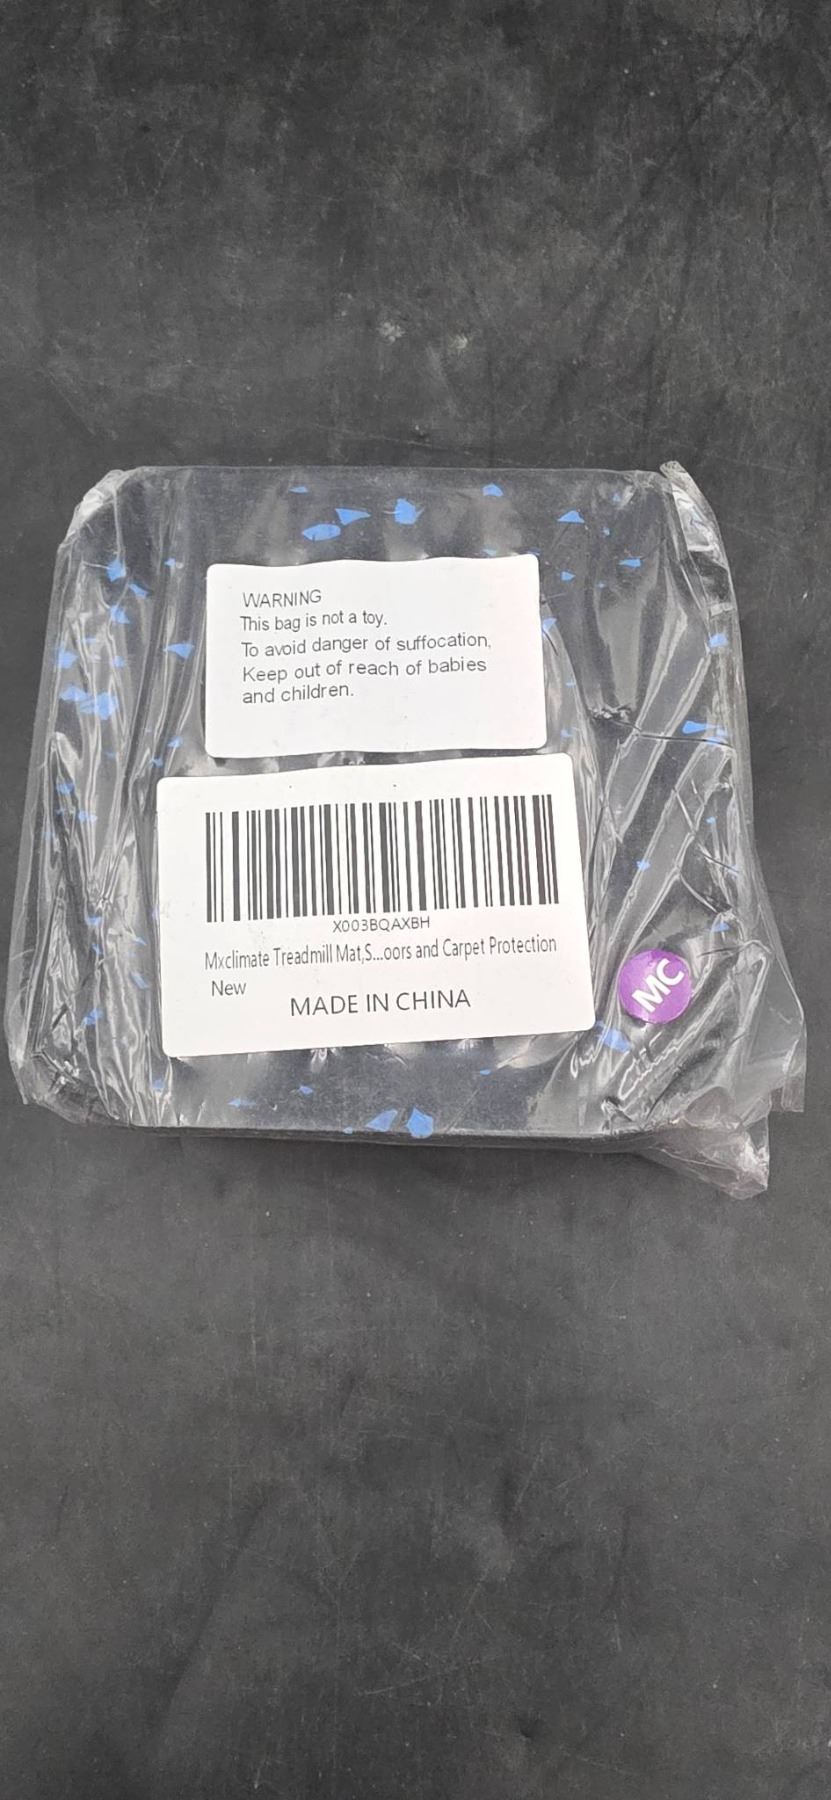 WARNING
This bag is not a toy.
To avoid danger of suffocation,
Keep out of reach of babies
and children.
X003BQAXBH
Mxclimate Treadmill Mat,S...oors and Carpet Protection
New
MADE IN CHINA
MC